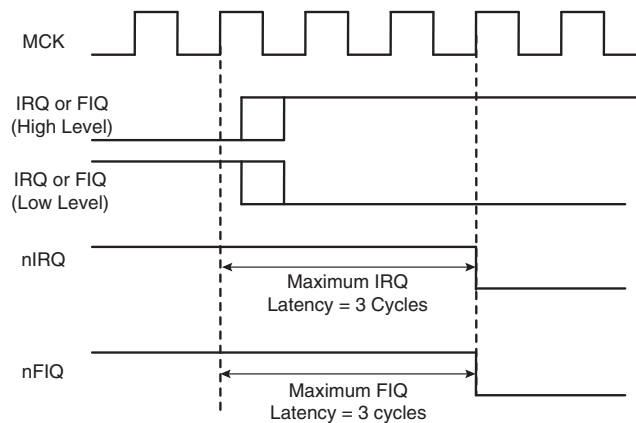 MCK
IRQ or FIQ
(High Level)
IRQ or FIQ
(Low Level)
nIRQ
Maximum IRQ
Latency = 3 Cycles
nFIQ
Maximum FIQ
Latency = 3 cycles